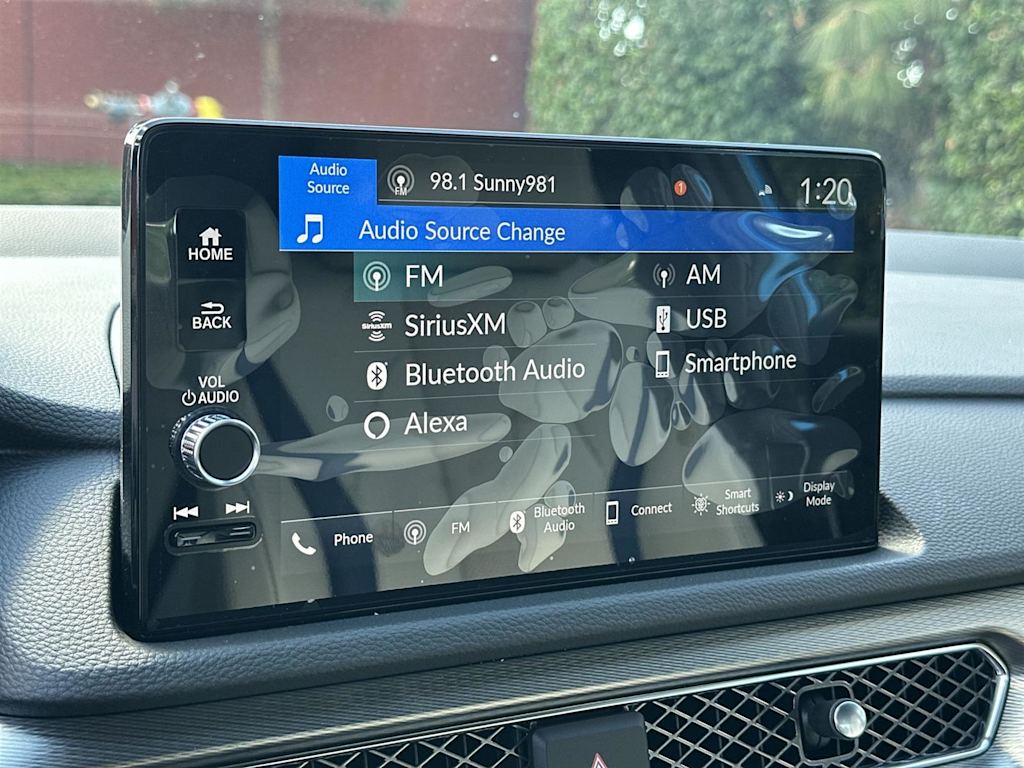 Audio
Source
FM
98.1 Sunny981
1
1:20
Audio Source Change
HOME
BACK
VOL
AUDIO
FM
AM
SiriusXM
SiriusXM
USB
Bluetooth Audio
Smartphone
Alexa
Phone
FM
Bluetooth
Audio
Connect
Smart
Shortcuts
Display
Mode